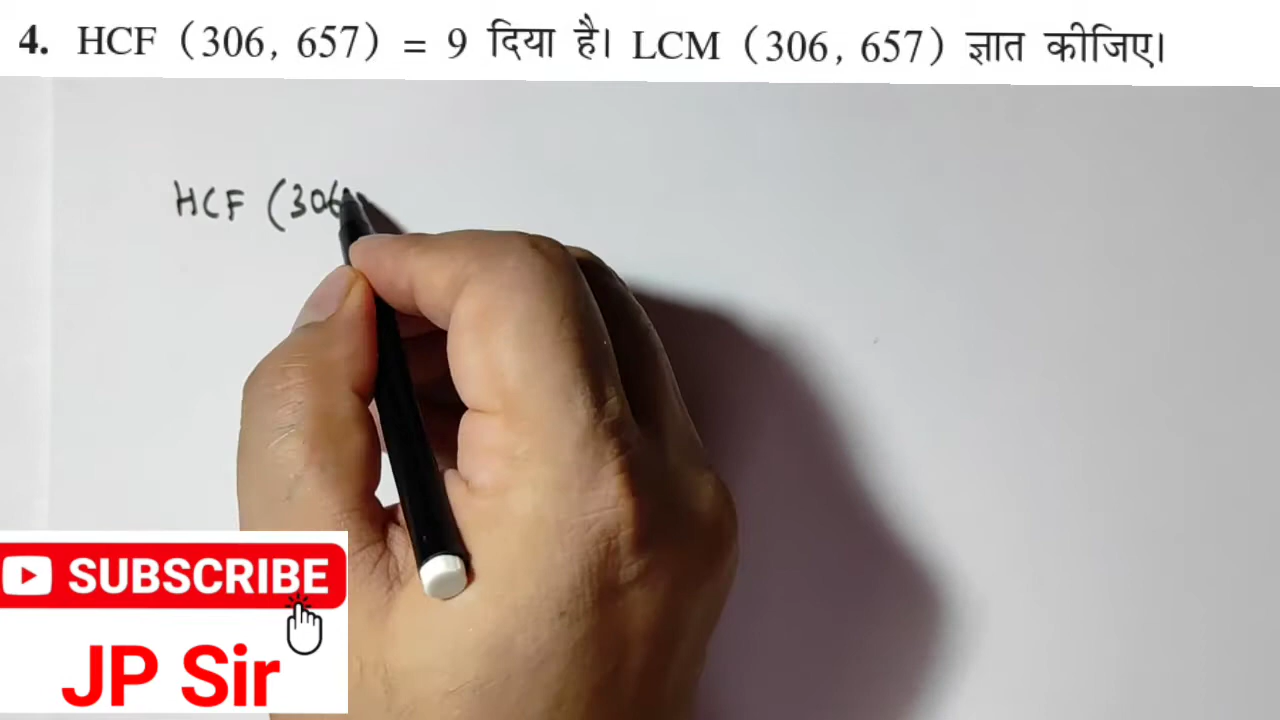 4. HCF (306, 657) = 9 दिया है। LCM (306, 657) ज्ञात कीजिए।
HCF (306
SUBSCRIBE
JP Sir